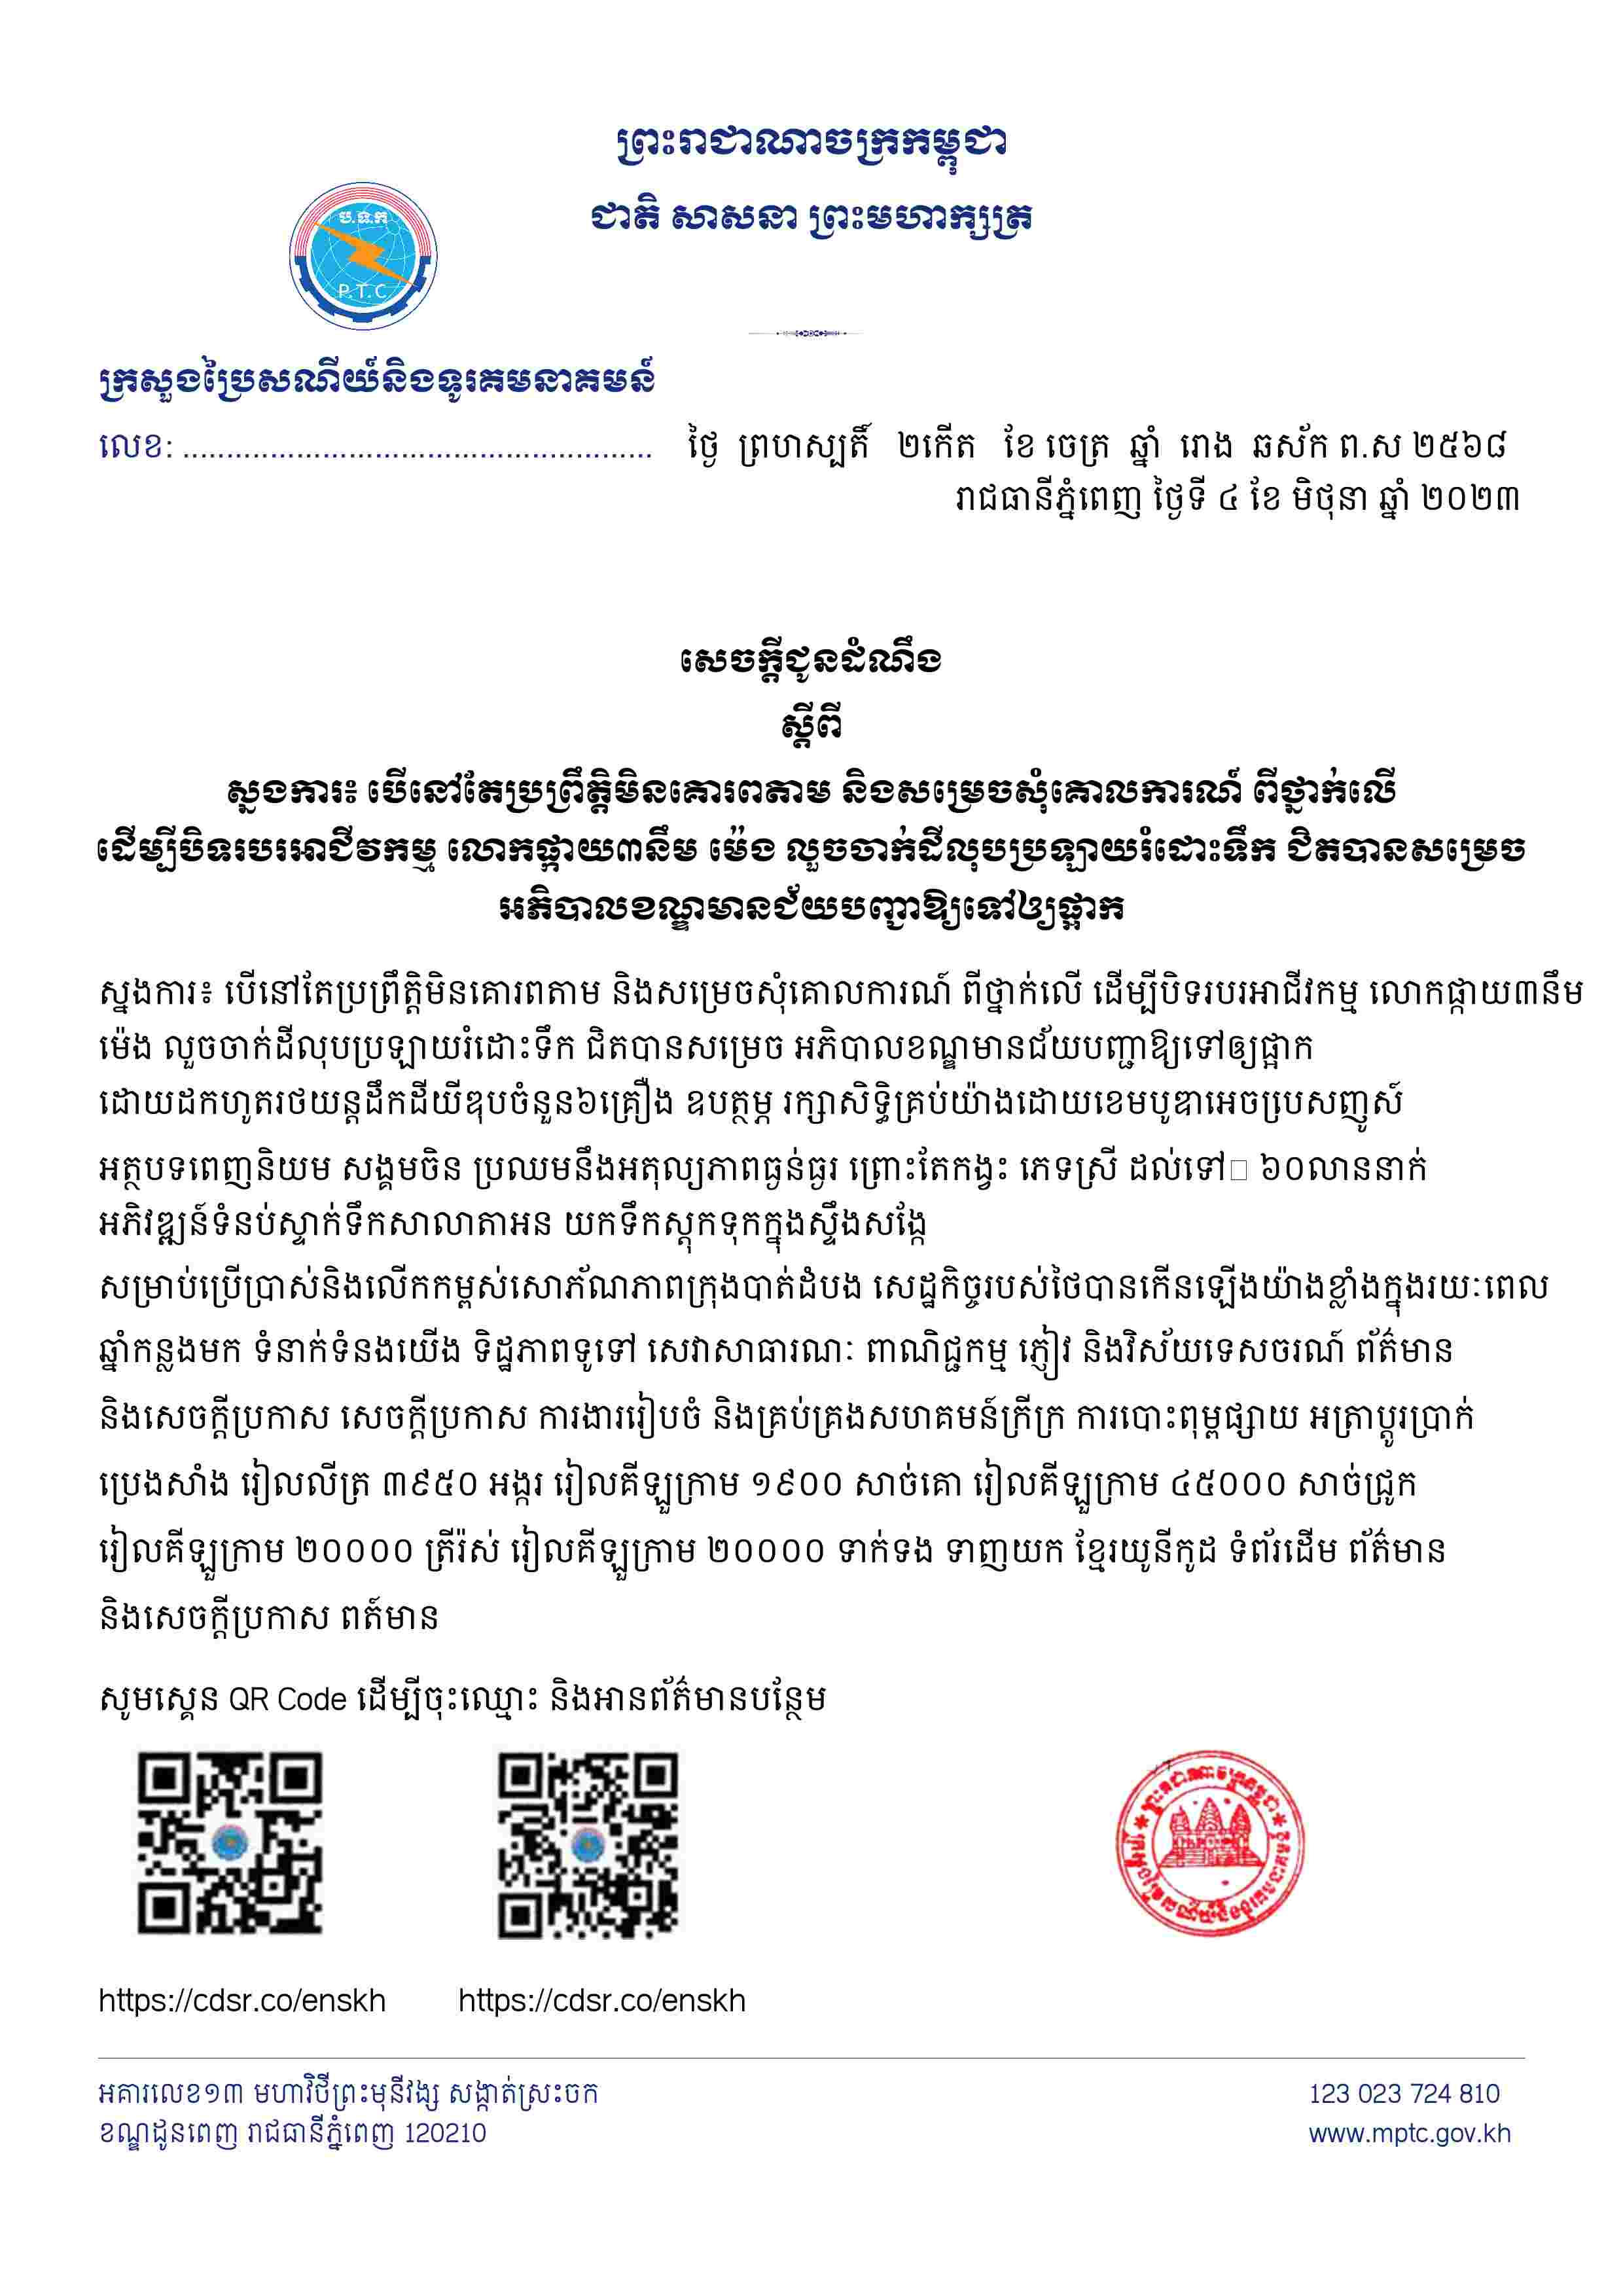 ព្រះរាជាណាចក្រកម្ពុជា
ជាតិ សាសនា ព្រះមហាក្សត្រ
ប.ទ.ក
P.T.C
ក្រសួងប្រៃសណីយ៍និងទូរគមនាគមន៍
លេខ: ......................................................
ថ្ងៃ ព្រហស្បតិ៍ ២កើត ខែ ចេត្រ ឆ្នាំ រោង ឆស័ក ព.ស ២៥៦៨
រាជធានីភ្នំពេញ ថ្ងៃទី ៤ ខែ មិថុនា ឆ្នាំ ២០២៣
សេចក្តីជូនដំណឹង
ស្តីពី
ស្នងការ៖ បើនៅតែប្រព្រឹត្តិមិនគោរពតាម និងសម្រេចសុំគោលការណ៍ ពីថ្នាក់លើ
ដើម្បីបិទរបរអាជីវកម្ម លោកផ្កាយ៣នឹម ម៉េង លួចចាក់ដីលុបប្រឡាយរំដោះទឹក ជិតបានសម្រេច
អភិបាលខណ្ឌមានជ័យបញ្ជាឱ្យទៅឲ្យផ្អាក
ស្នងការ៖ បើនៅតែប្រព្រឹត្តិមិនគោរពតាម និងសម្រេចសុំគោលការណ៍ ពីថ្នាក់លើ ដើម្បីបិទរបរអាជីវកម្ម លោកផ្កាយ៣នឹម
ម៉េង លួចចាក់ដីលុបប្រឡាយរំដោះទឹក ជិតបានសម្រេច អភិបាលខណ្ឌមានជ័យបញ្ជាឱ្យទៅឲ្យផ្អាក
ដោយដកហូតរថយន្តដឹកដីយីឌុបចំនួន៦គ្រឿង ឧបត្ថម្ភ រក្សាសិទ្ធិគ្រប់យ៉ាងដោយខេមបូឌាអេចប្រេសញូស៍
អត្ថបទពេញនិយម សង្គមចិន ប្រឈមនឹងអតុល្យភាពធ្ងន់ធ្ងរ ព្រោះតែកង្វះ ភេទស្រី ដល់ទៅ ៦០លាននាក់
អភិវឌ្ឍន៍ទំនប់ស្ទាក់ទឹកសាលាតាអន យកទឹកស្តុកទុកក្នុងស្ទឹងសង្កែ
សម្រាប់ប្រើប្រាស់និងលើកកម្ពស់សោភ័ណភាពក្រុងបាត់ដំបង សេដ្ឋកិច្ចរបស់ថៃបានកើនឡើងយ៉ាងខ្លាំងក្នុងរយៈពេល
ឆ្នាំកន្លងមក ទំនាក់ទំនងយើង ទិដ្ឋភាពទូទៅ សេវាសាធារណៈ ពាណិជ្ជកម្ម ភ្ញៀវ និងវិស័យទេសចរណ៍ ព័ត៌មាន
និងសេចក្តីប្រកាស សេចក្តីប្រកាស ការងាររៀបចំ និងគ្រប់គ្រងសហគមន៍ក្រីក្រ ការបោះពុម្ពផ្សាយ អត្រាប្តូរប្រាក់
ប្រេងសាំង រៀលលីត្រ ៣៩៥០ អង្ករ រៀលគីឡួក្រាម ១៩០០ សាច់គោ រៀលគីឡួក្រាម ៤៥០០០ សាច់ជ្រូក
រៀលគីឡួក្រាម ២០០០០ ត្រីរ៉ស់ រៀលគីឡួក្រាម ២០០០០ ទាក់ទង ទាញយក ខ្មែរយូនីកូដ ទំព័រដើម ព័ត៌មាន
និងសេចក្តីប្រកាស ពត័មាន
សូមស្គេន QR Code ដើម្បីចុះឈ្មោះ និងអានព័ត៌មានបន្ថែម
ព្រះរាជាណាចក្រកម្ពុជា
ក្រសួងប្រៃសណីយ៍និងទូរគមនាគមន៍
https://cdsr.co/enskh https://cdsr.co/enskh
អគារលេខ១៣ មហាវិថីព្រះមុនីវង្ស សង្កាត់ស្រះចក
ខណ្ឌដូនពេញ រាជធានីភ្នំពេញ 120210
123 023 724 810
www.mptc.gov.kh